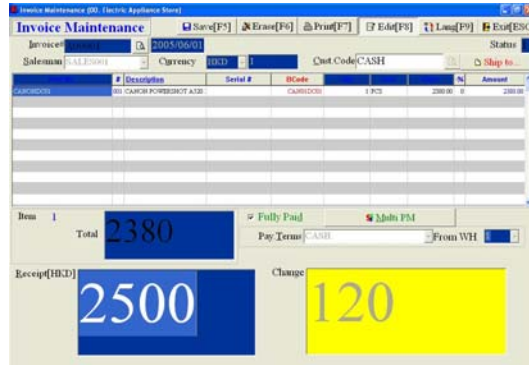 Invoice Maintenance (00. Electric Appliance Store)
Invoice Maintenance Save[F5] Erase[F6] Print[F7] Edit[F8] Lang[F9] Exit[ESC
Invoice# 2005/06/01 Status
Salesman SALES001 Currency HKD 1 Cust.Code CASH Ship to...
# Description Serial # BCode % Amount
CANONDC01 001 CANON POWERSHOT A520 CANONDC01 1 PCS 2380.00 0 2380.00
Item 1 Fully Paid Multi PM
Total 2380 Pay.Terms CASH From WH
Receipt[HKD] 2500 Change 120